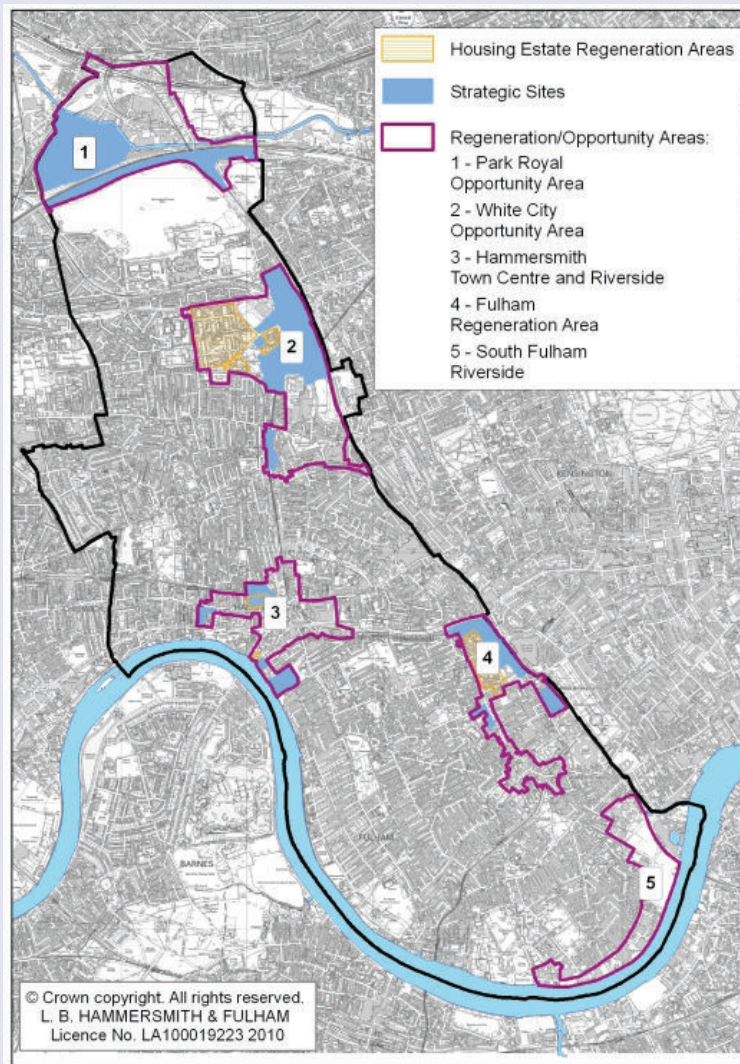 Housing Estate Regeneration Areas
Strategic Sites
Regeneration/Opportunity Areas:
1 - Park Royal
Opportunity Area
2 - White City
Opportunity Area
3 - Hammersmith
Town Centre and Riverside
4 - Fulham
Regeneration Area
5 - South Fulham
Riverside
1
2
KENSINGTON
3
4
FULHAM
BARNES
5
© Crown copyright. All rights reserved.
L. B. HAMMERSMITH & FULHAM
Licence No. LA100019223 2010